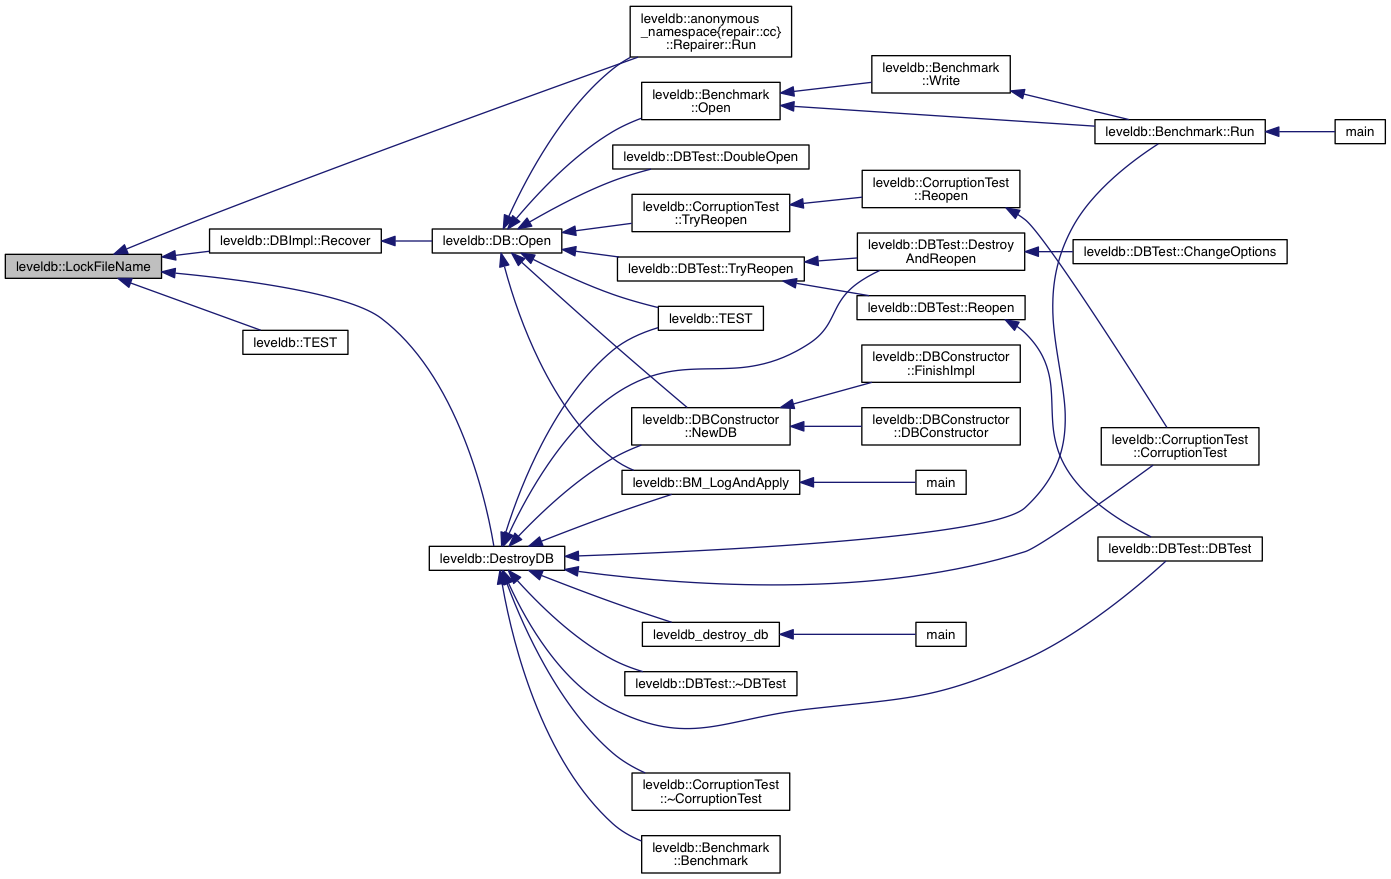 leveldb::anonymous
_namespace{repair::cc}
::Repairer::Run
leveldb::Benchmark
::Write
leveldb::Benchmark
::Open
leveldb::Benchmark::Run
main
leveldb::DBTest::DoubleOpen
leveldb::CorruptionTest
::Reopen
leveldb::CorruptionTest
::TryReopen
leveldb::DBImpl::Recover
leveldb::DB::Open
leveldb::DBTest::Destroy
AndReopen
leveldb::DBTest::ChangeOptions
leveldb::LockFileName
leveldb::DBTest::TryReopen
leveldb::DBTest::Reopen
leveldb::TEST
leveldb::TEST
leveldb::DBConstructor
::FinishImpl
leveldb::DBConstructor
::NewDB
leveldb::DBConstructor
::DBConstructor
leveldb::CorruptionTest
::CorruptionTest
leveldb::BM_LogAndApply
main
leveldb::DBTest::DBTest
leveldb::DestroyDB
leveldb_destroy_db
main
leveldb::DBTest::~DBTest
leveldb::CorruptionTest
::~CorruptionTest
leveldb::Benchmark
::Benchmark